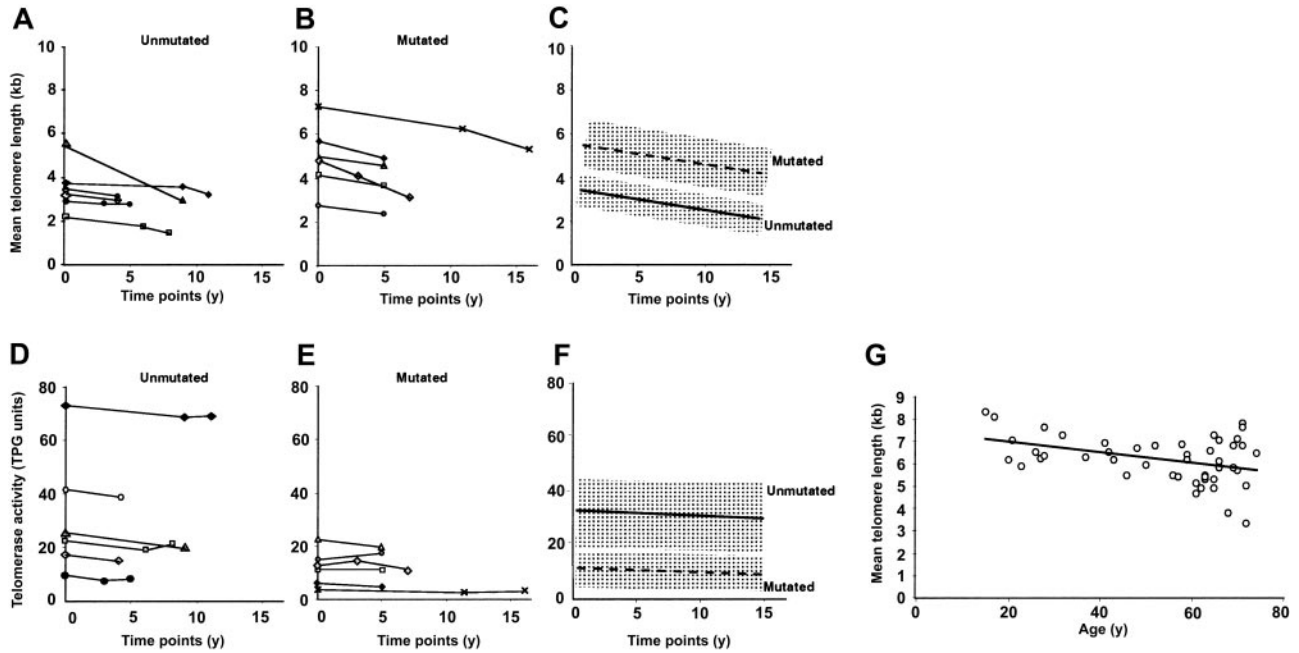 A
Unmutated
Mean telomere length (kb)
10
8
6
4
2
0
0 5 10 15
Time points (y)
B
Mutated
10
8
6
4
2
0
0 5 10 15
Time points (y)
C
10
8
6
4
2
0
Mutated
Unmutated
0 5 10 15
Time points (y)
D
Unmutated
Telomerase activity (TPG units)
80
60
40
20
0
0 5 10 15
Time points (y)
E
Mutated
80
60
40
20
0
0 5 10 15
Time points (y)
F
80
60
40
20
0
Unmutated
Mutated
0 5 10 15
Time points (y)
G
Mean telomere length (kb)
9
8
7
6
5
4
3
2
1
0
0 20 40 60 80
Age (y)